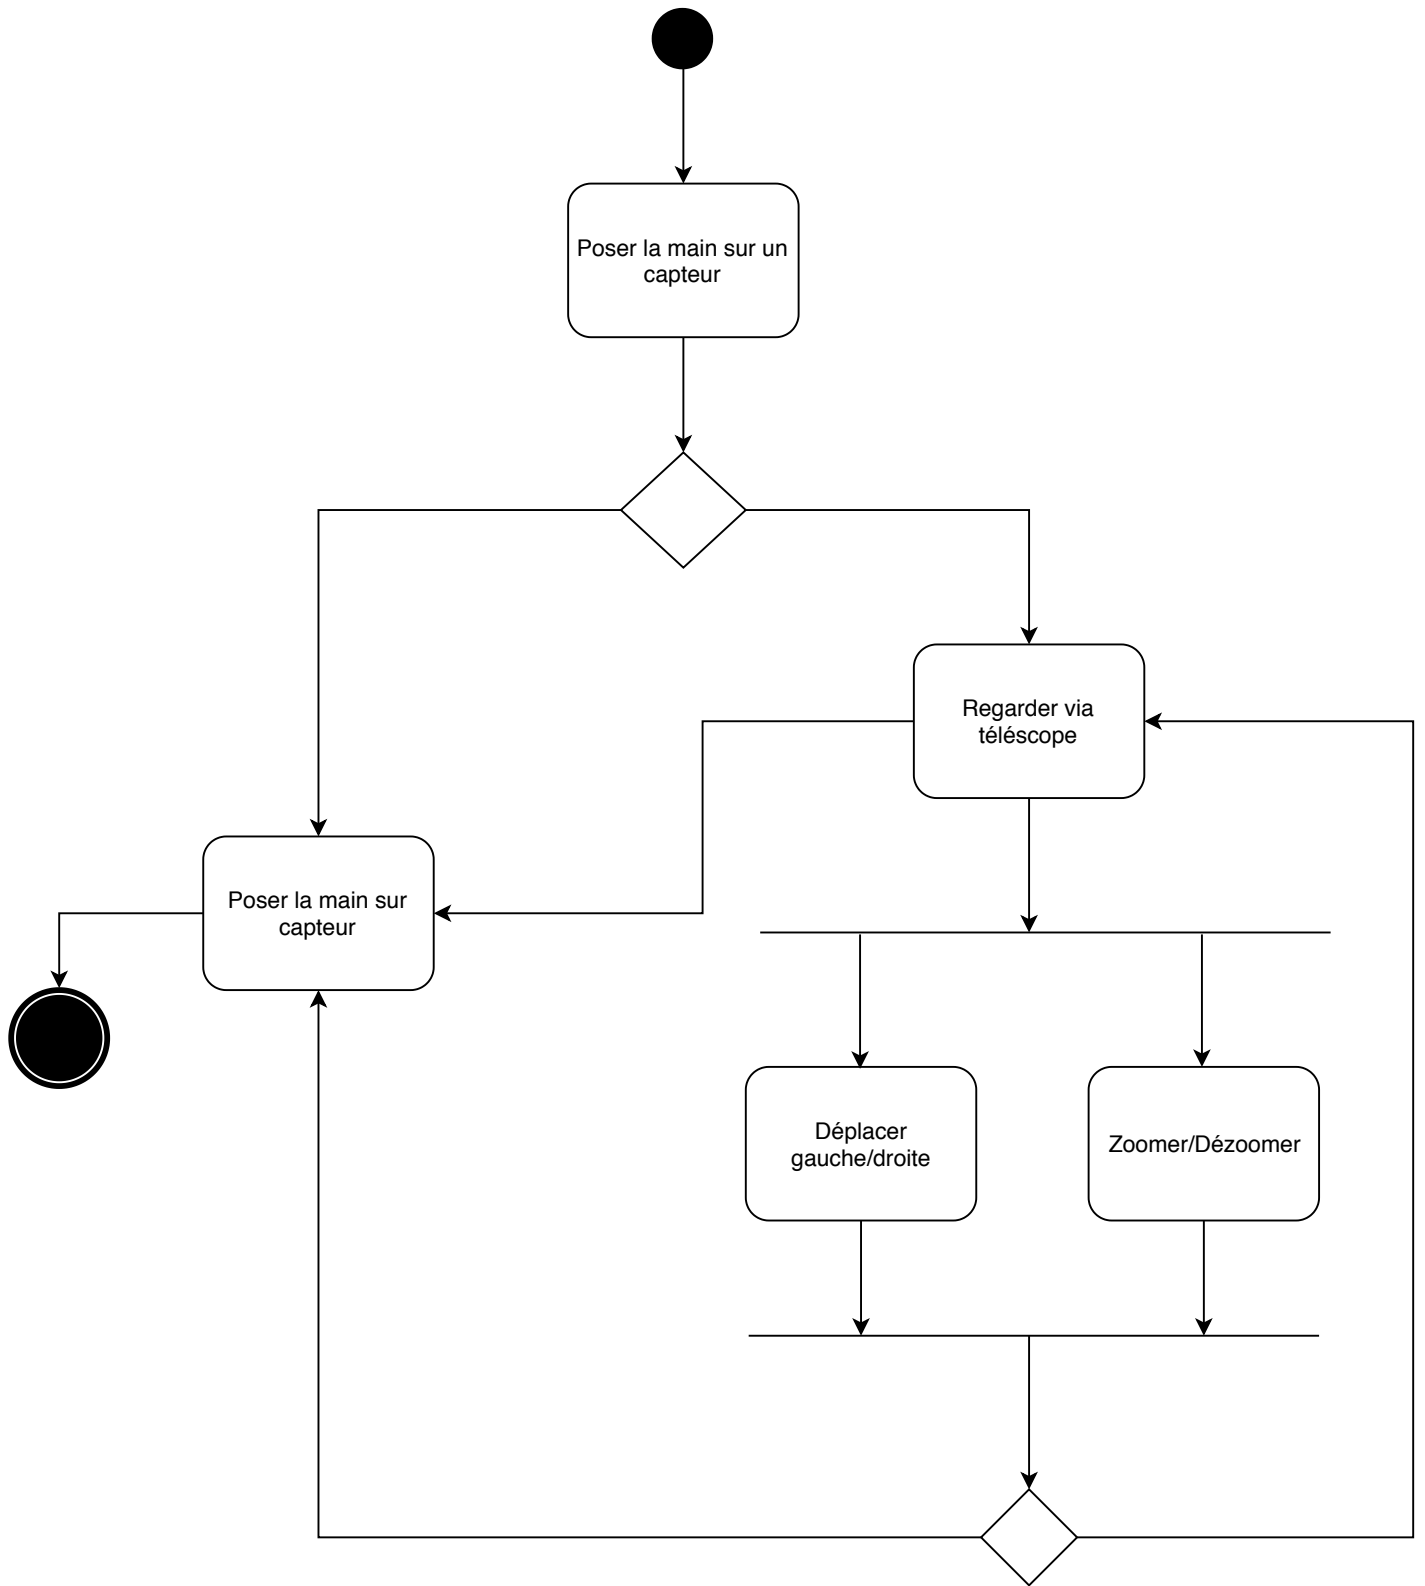 Poser la main sur un
capteur
Regarder via
téléscope
Poser la main sur
capteur
Déplacer
gauche/droite
Zoomer/Dézoomer